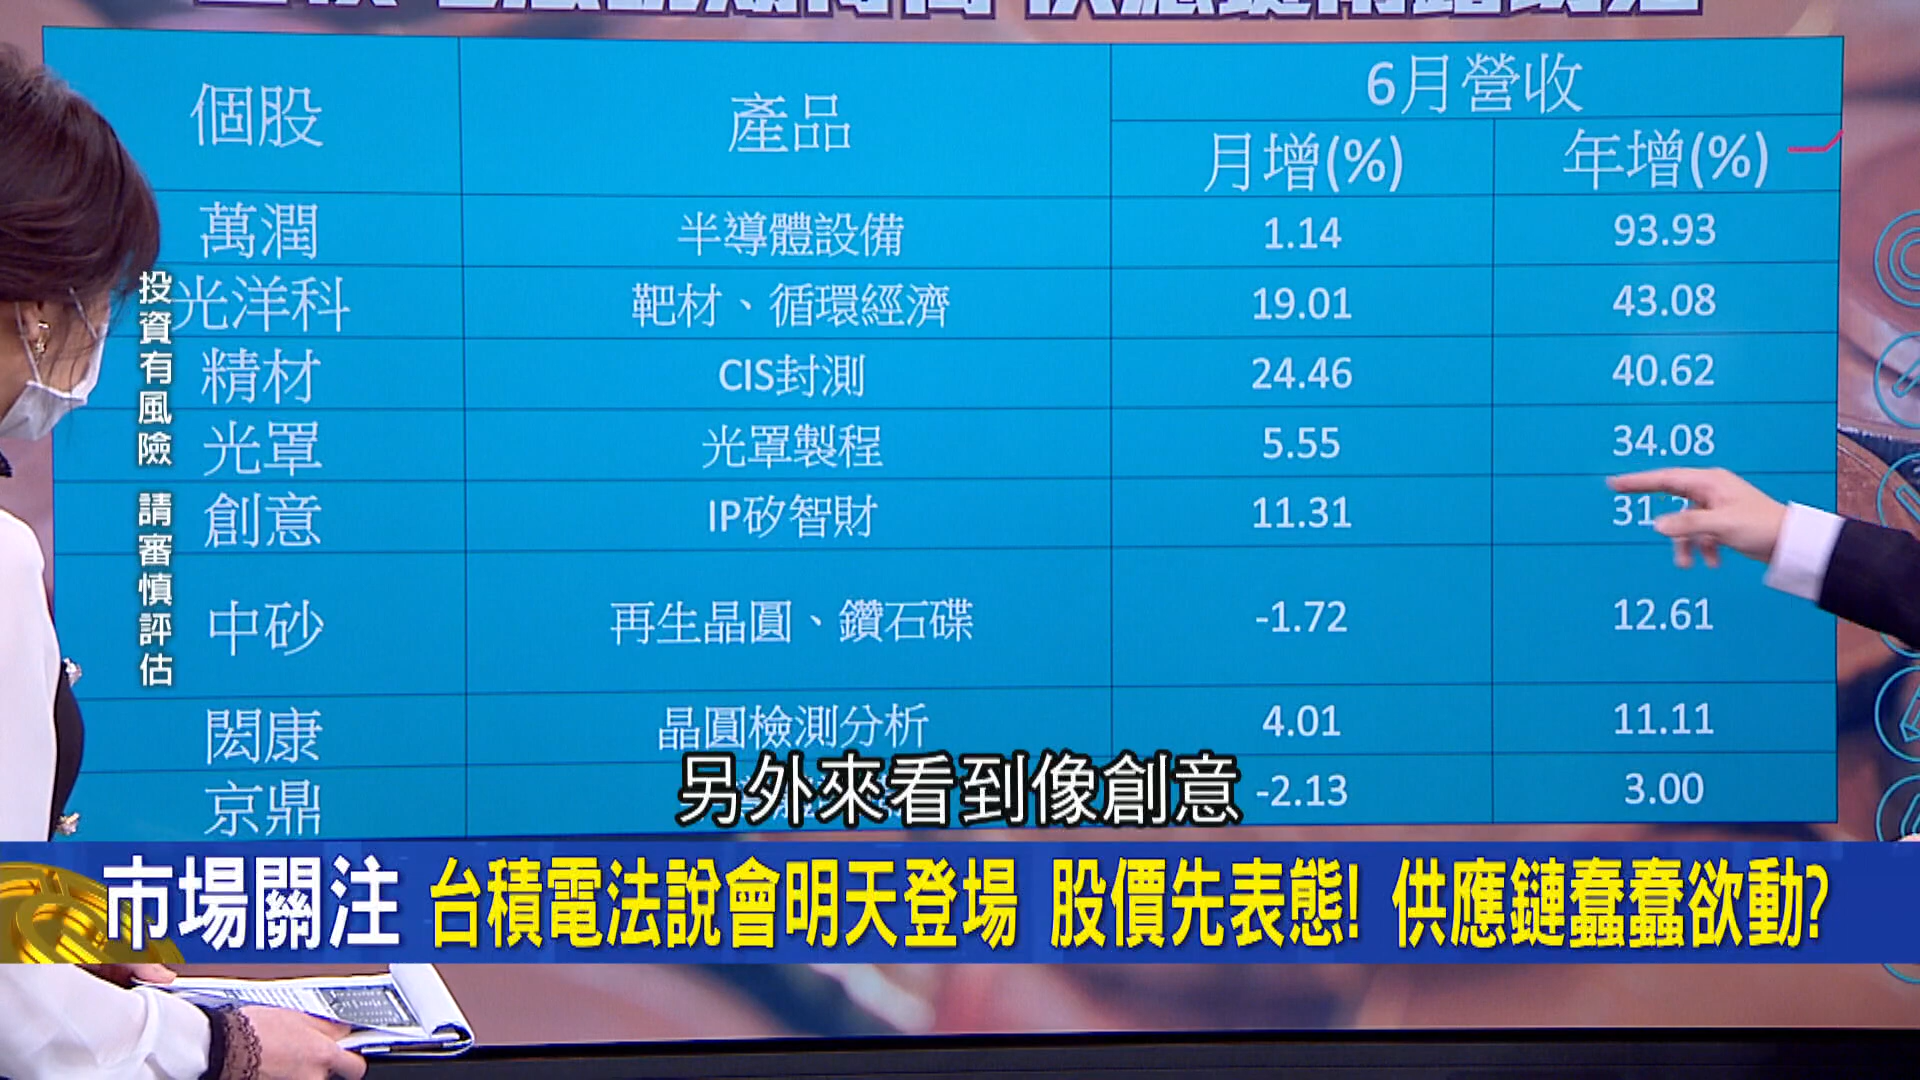 個股 產品 6月營收
月增(%) 年增(%)
萬潤 半導體設備 1.14 93.93
光洋科 靶材、循環經濟 19.01 43.08
精材 CIS封測 24.46 40.62
光罩 光罩製程 5.55 34.08
創意 IP矽智財 11.31
中砂 再生晶圓、鑽石碟 -1.72 12.61
閎康 晶圓檢測分析 4.01 11.11
京鼎 -2.13 3.00
投資有風險 請審慎評估
另外來看到像創意
市場關注 台積電法說會明天登場 股價先表態! 供應鏈蠢蠢欲動?